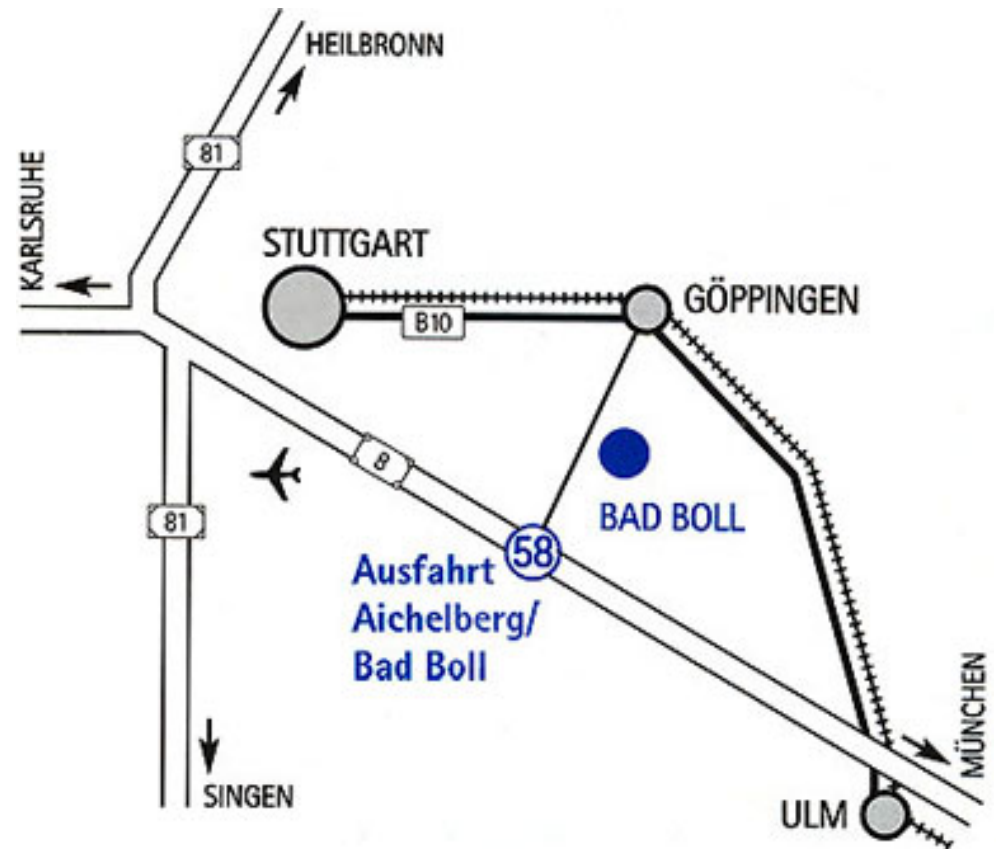 HEILBRONN
81
KARLSRUHE
STUTTGART
GÖPPINGEN
B10
8
BAD BOLL
81
58
Ausfahrt
Aichelberg/
Bad Boll
MÜNCHEN
SINGEN
ULM